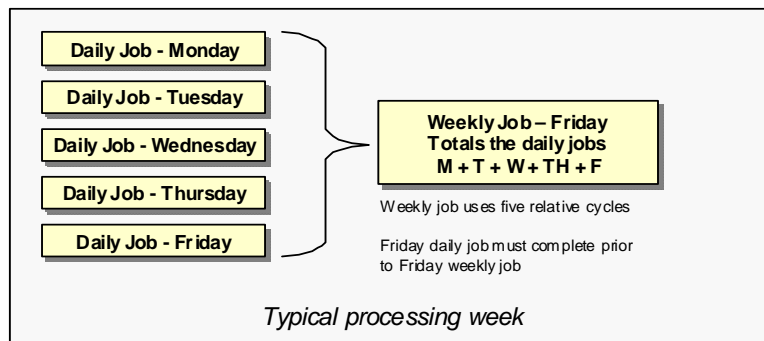 Daily Job - Monday
Daily Job - Tuesday
Daily Job - Wednesday
Daily Job - Thursday
Daily Job - Friday
Weekly Job – Friday
Totals the daily jobs
M + T + W + TH + F
Weekly job uses five relative cycles
Friday daily job must complete prior
to Friday weekly job
Typical processing week